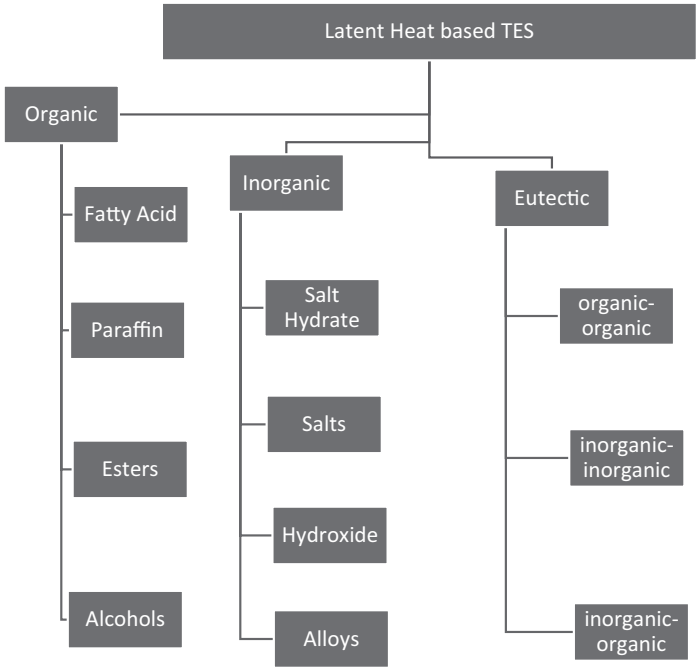 Latent Heat based TES
Organic
Fatty Acid
Paraffin
Esters
Alcohols
Inorganic
Salt
Hydrate
Salts
Hydroxide
Alloys
Eutectic
organic-
organic
inorganic-
inorganic
inorganic-
organic